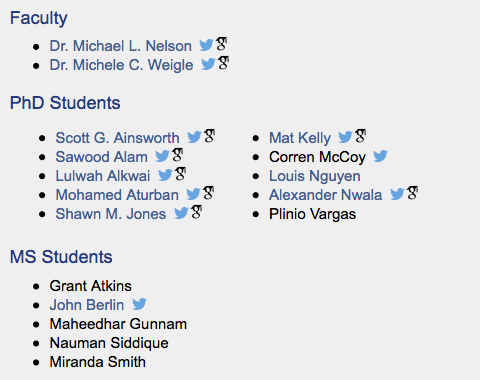 Faculty
Dr. Michael L. Nelson
Dr. Michele C. Weigle
PhD Students
Scott G. Ainsworth
Sawood Alam
Lulwah Alkwai
Mohamed Aturban
Shawn M. Jones
Mat Kelly
Corren McCoy
Louis Nguyen
Alexander Nwala
Plinio Vargas
MS Students
Grant Atkins
John Berlin
Maheedhar Gunnam
Nauman Siddique
Miranda Smith